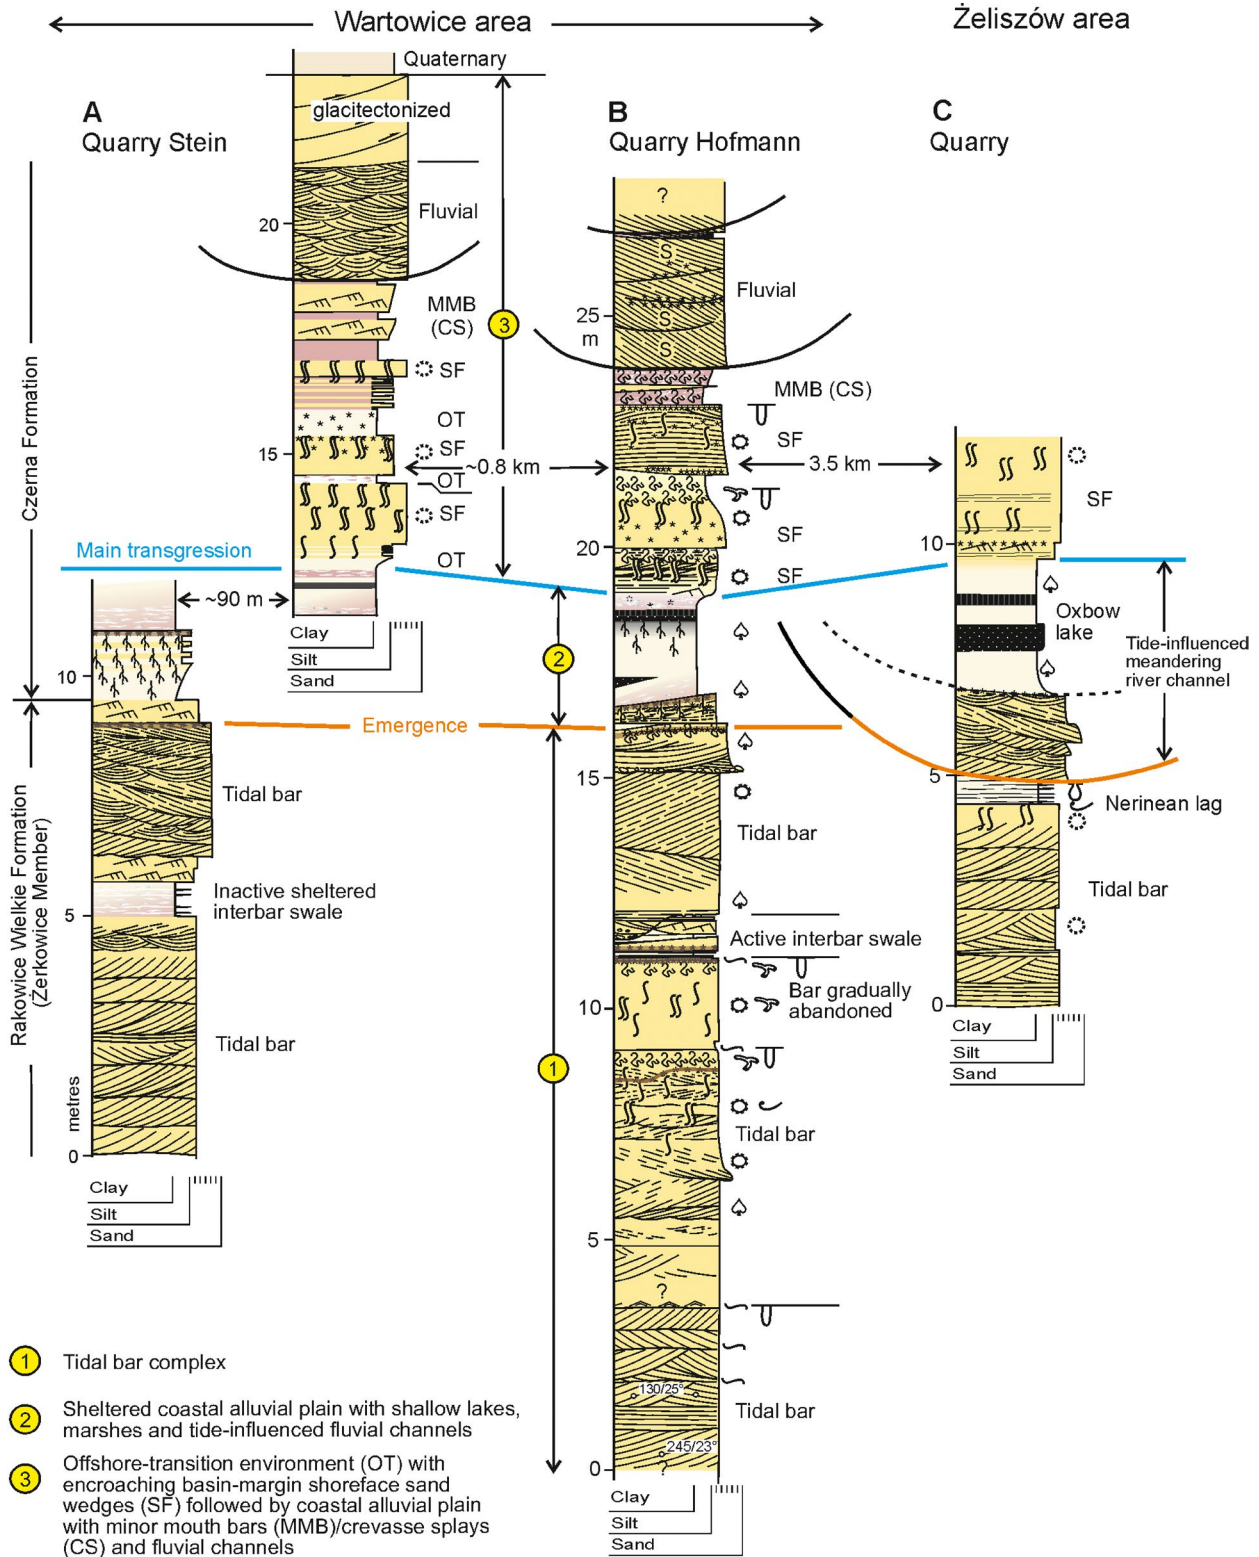 Wartowice area
Żeliszów area
Quaternary
A
Quarry Stein
glacitectonized
B
Quarry Hofmann
C
Quarry
20
Fluvial
MMB
(CS)
3
SF
OT
15
SF
OT
SF
OT
~0.8 km
?
S
S
S
25
m
Fluvial
MMB (CS)
SF
3.5 km
SF
20
SF
SF
10
Czerna Formation
Main transgression
~90 m
Clay
Silt
Sand
10
2
Oxbow
lake
Tide-influenced
meandering
river channel
Emergence
5
Nerinean lag
Rakowice Wielkie Formation
(Żerkowice Member)
Tidal bar
15
Tidal bar
Tidal bar
Inactive sheltered
interbar swale
5
Active interbar swale
Bar gradually
abandoned
10
0
Clay
Silt
Sand
Tidal bar
1
metres
0
Tidal bar
Clay
Silt
Sand
5
?
130/25°
Tidal bar
245/23°
?
0
Clay
Silt
Sand
1 Tidal bar complex
2 Sheltered coastal alluvial plain with shallow lakes,
marshes and tide-influenced fluvial channels
3 Offshore-transition environment (OT) with
encroaching basin-margin shoreface sand
wedges (SF) followed by coastal alluvial plain
with minor mouth bars (MMB)/crevasse splays
(CS) and fluvial channels